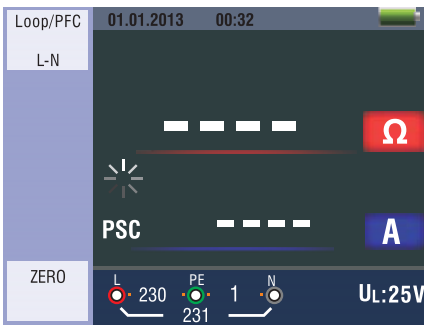 Loop/PFC 01.01.2013 00:32
L-N
---- Ω
PSC ---- A
ZERO
L PE N
230 1
231
UL:25V